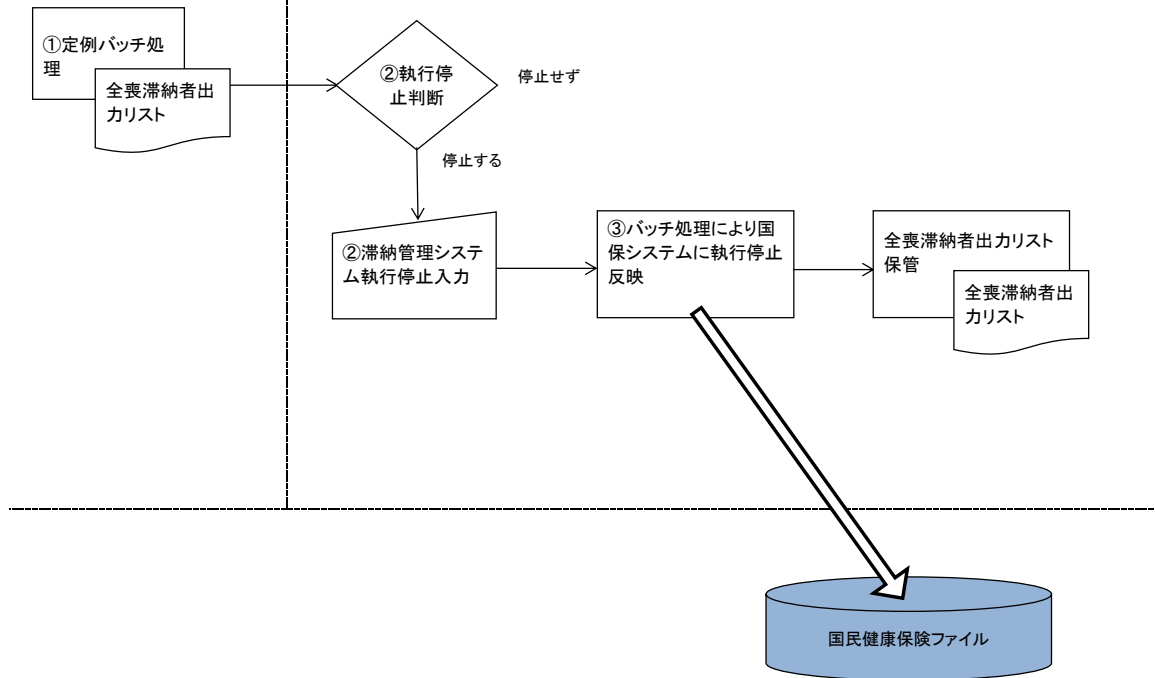 ①定例バッチ処
理
全喪滞納者出
力リスト
②執行停
止判断
停止せず
停止する
②滞納管理システ
ム執行停止入力
③バッチ処理により国
保システムに執行停止
反映
全喪滞納者出力リスト
保管
全喪滞納者出
力リスト
国民健康保険ファイル